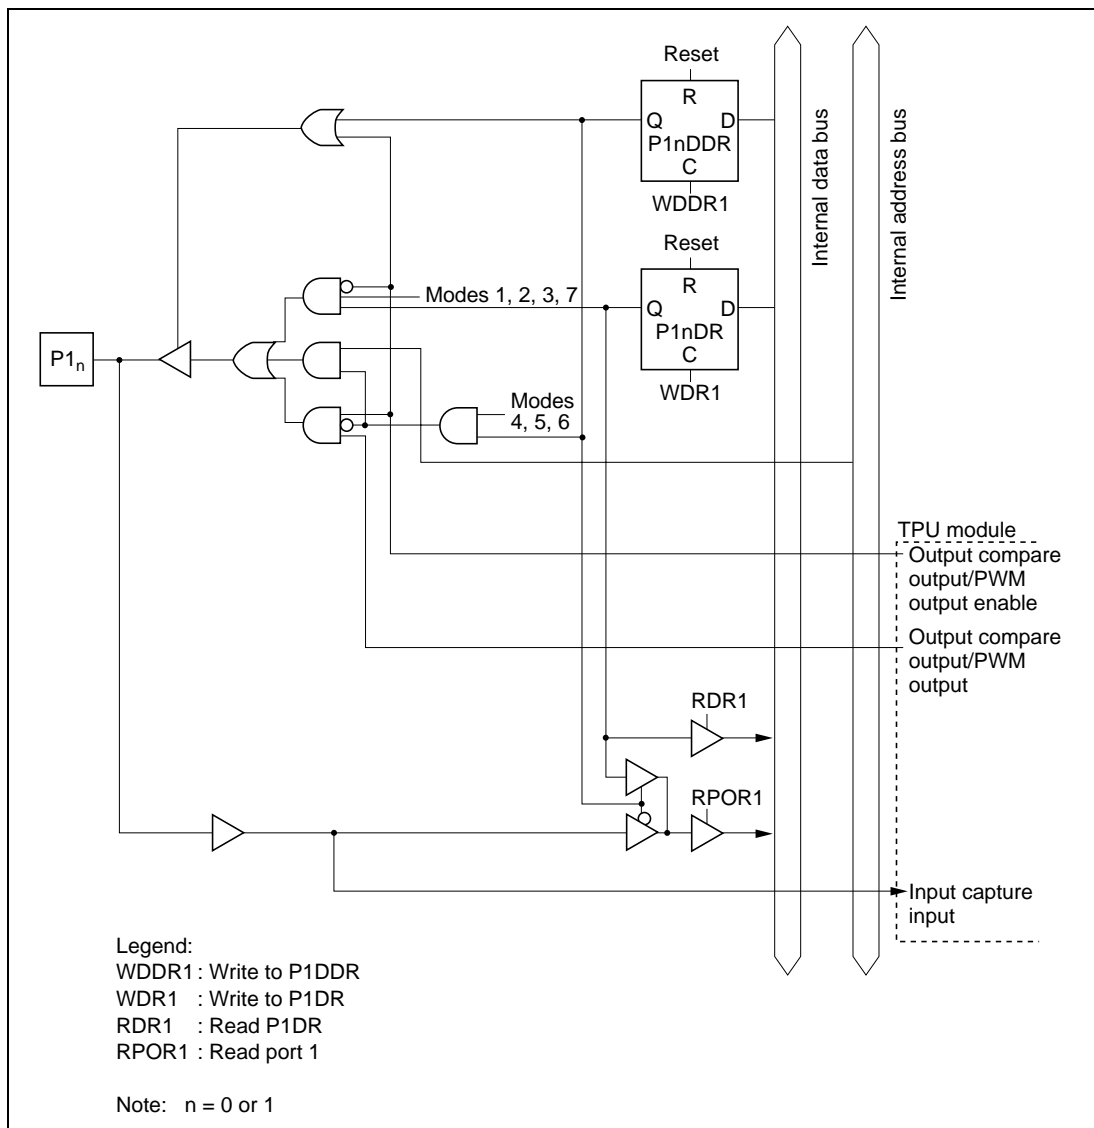 Reset
R
Q D
P1nDDR
C
WDDR1
Reset
R
Q D
P1nDR
C
WDR1
Internal data bus
Internal address bus
Modes 1, 2, 3, 7
P1n
Modes
4, 5, 6
TPU module
Output compare
output/PWM
output enable
Output compare
output/PWM
output
RDR1
RPOR1
Input capture
input
Legend:
WDDR1 : Write to P1DDR
WDR1 : Write to P1DR
RDR1 : Read P1DR
RPOR1 : Read port 1
Note: n = 0 or 1